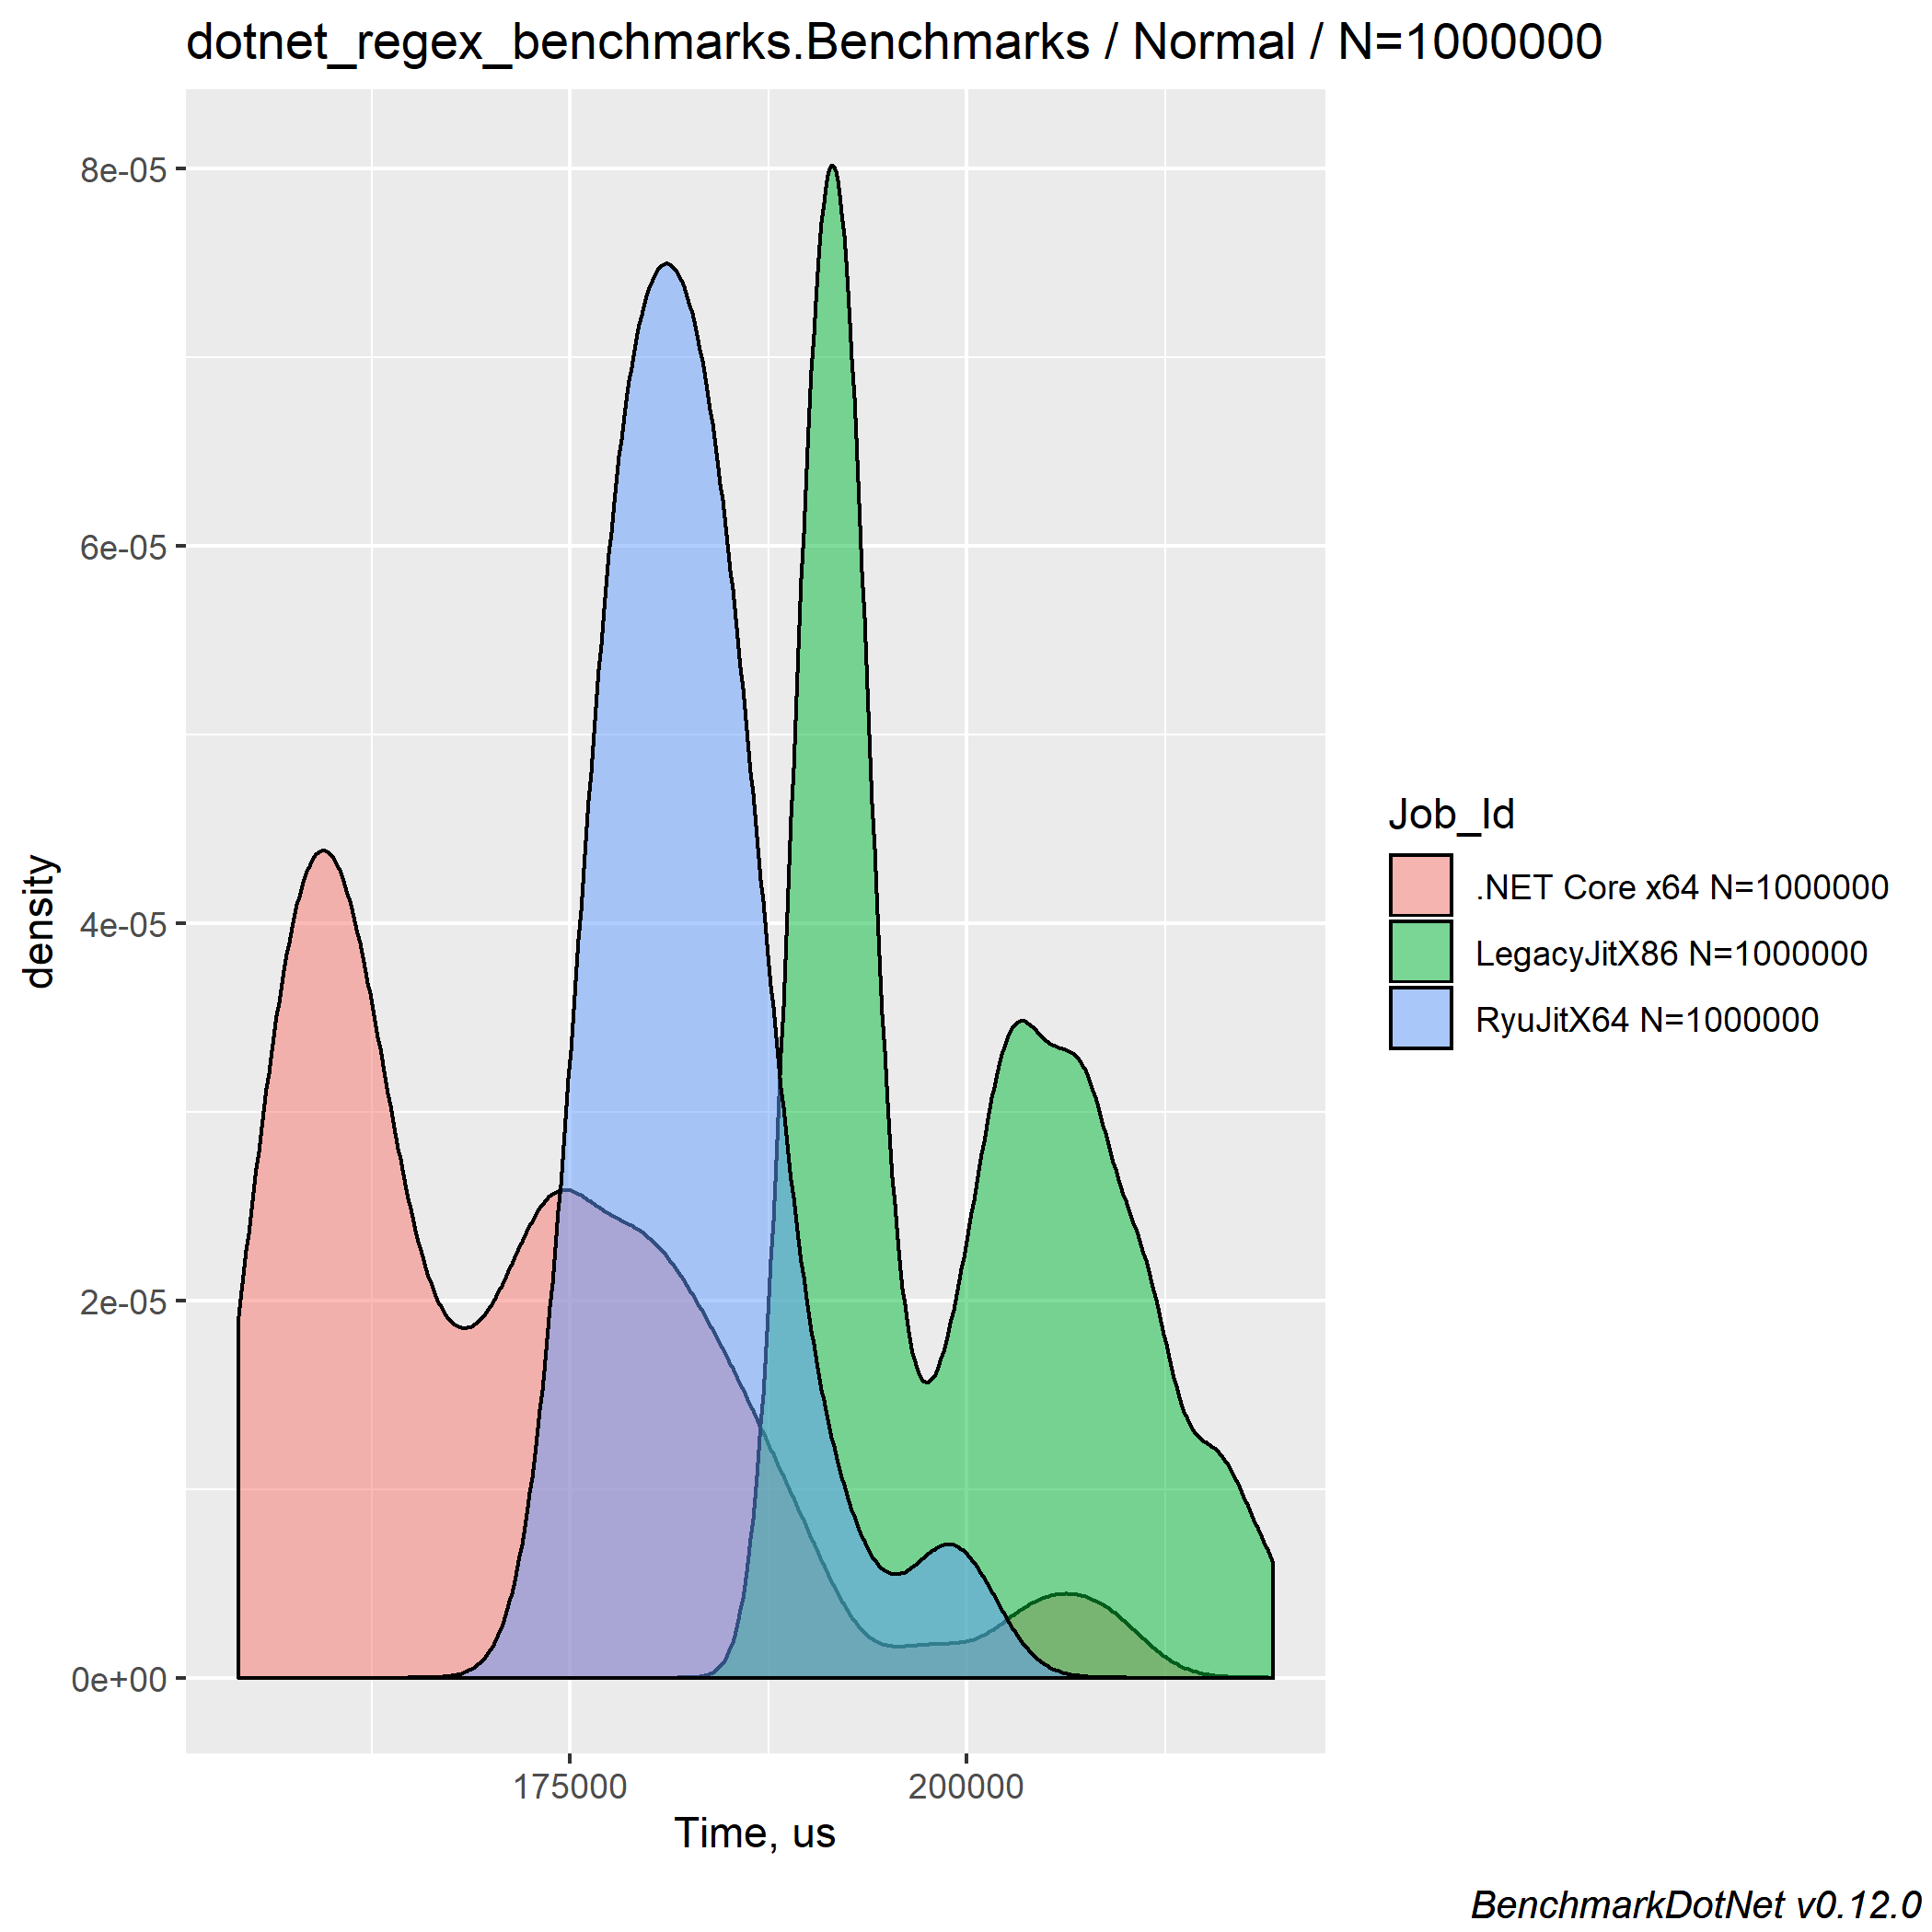 dotnet_regex_benchmarks.Benchmarks / Normal / N=1000000
8e-05
6e-05
4e-05
2e-05
0e+00
density
175000
200000
Time, us
Job_Id
.NET Core x64 N=1000000
LegacyJitX86 N=1000000
RyuJitX64 N=1000000
BenchmarkDotNet v0.12.0